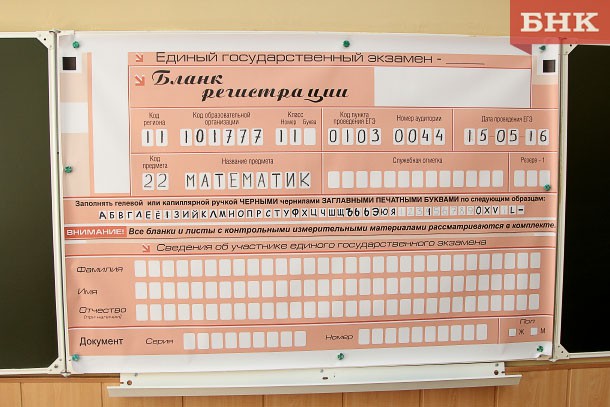 БНК
Единый государственный экзамен -
Бланк
регистрации
Код региона Код образовательной организации Класс Номер Буква Код пункта проведения ЕГЭ Номер аудитории Дата проведения ЕГЭ
11 101777 11 0103 0044 15-05-16
Код предмета Название предмета Служебная отметка Резерв - 1
22 МАТЕМАТИК
Заполнять гелевой или капиллярной ручкой ЧЕРНЫМИ чернилами ЗАГЛАВНЫМИ ПЕЧАТНЫМИ БУКВАМИ по следующим образцам:
ВНИМАНИЕ! Все бланки и листы с контрольными измерительными материалами рассматриваются в комплекте
Сведения об участнике единого государственного экзамена
Фамилия
Имя
Отчество
(при наличии)
Пол
Документ Серия Номер Ж М